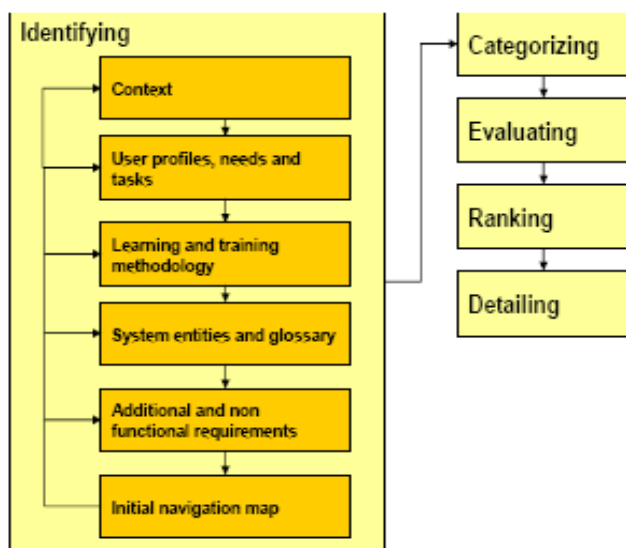 Identifying
Context
User profiles, needs and
tasks
Learning and training
methodology
System entities and glossary
Additional and non
functional requirements
Initial navigation map
Categorizing
Evaluating
Ranking
Detailing